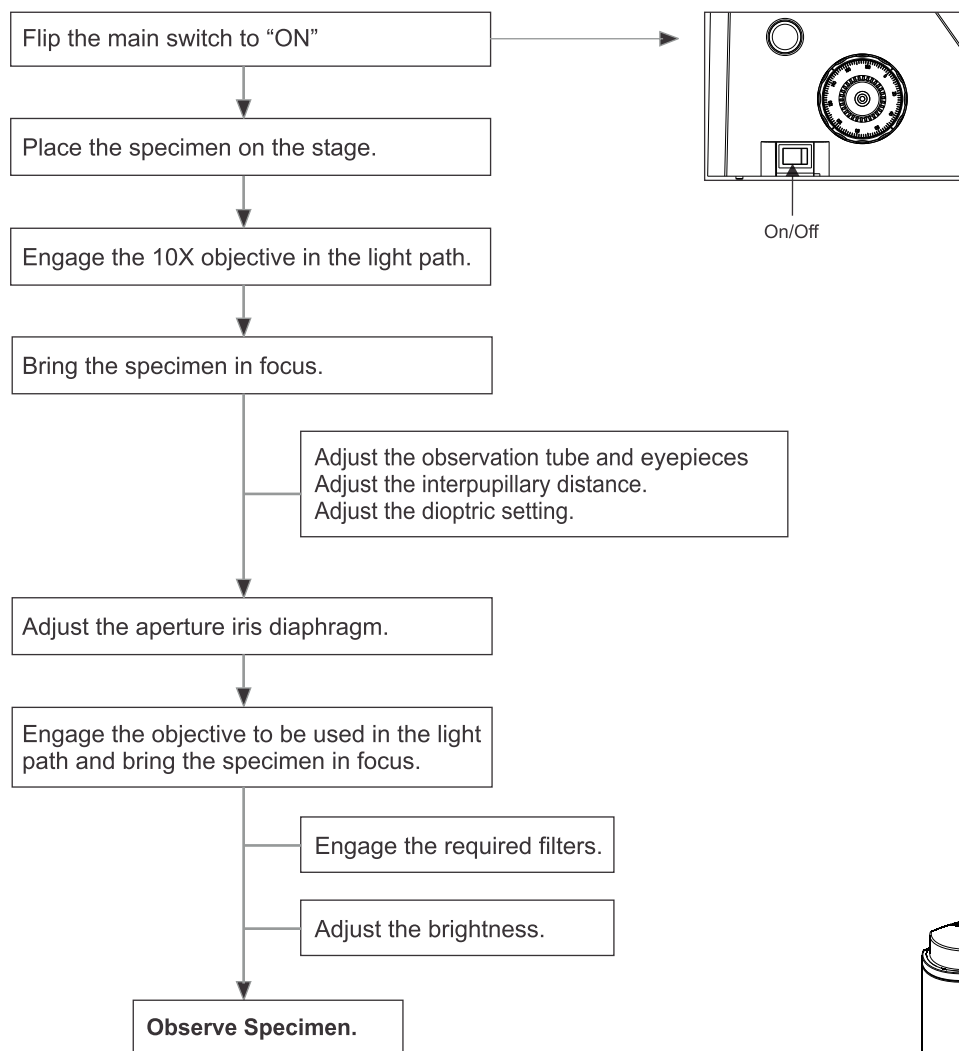 Flip the main switch to “ON”
Place the specimen on the stage.
On/Off
Engage the 10X objective in the light path.
Bring the specimen in focus.
Adjust the observation tube and eyepieces
Adjust the interpupillary distance.
Adjust the dioptric setting.
Adjust the aperture iris diaphragm.
Engage the objective to be used in the light
path and bring the specimen in focus.
Engage the required filters.
Adjust the brightness.
Observe Specimen.